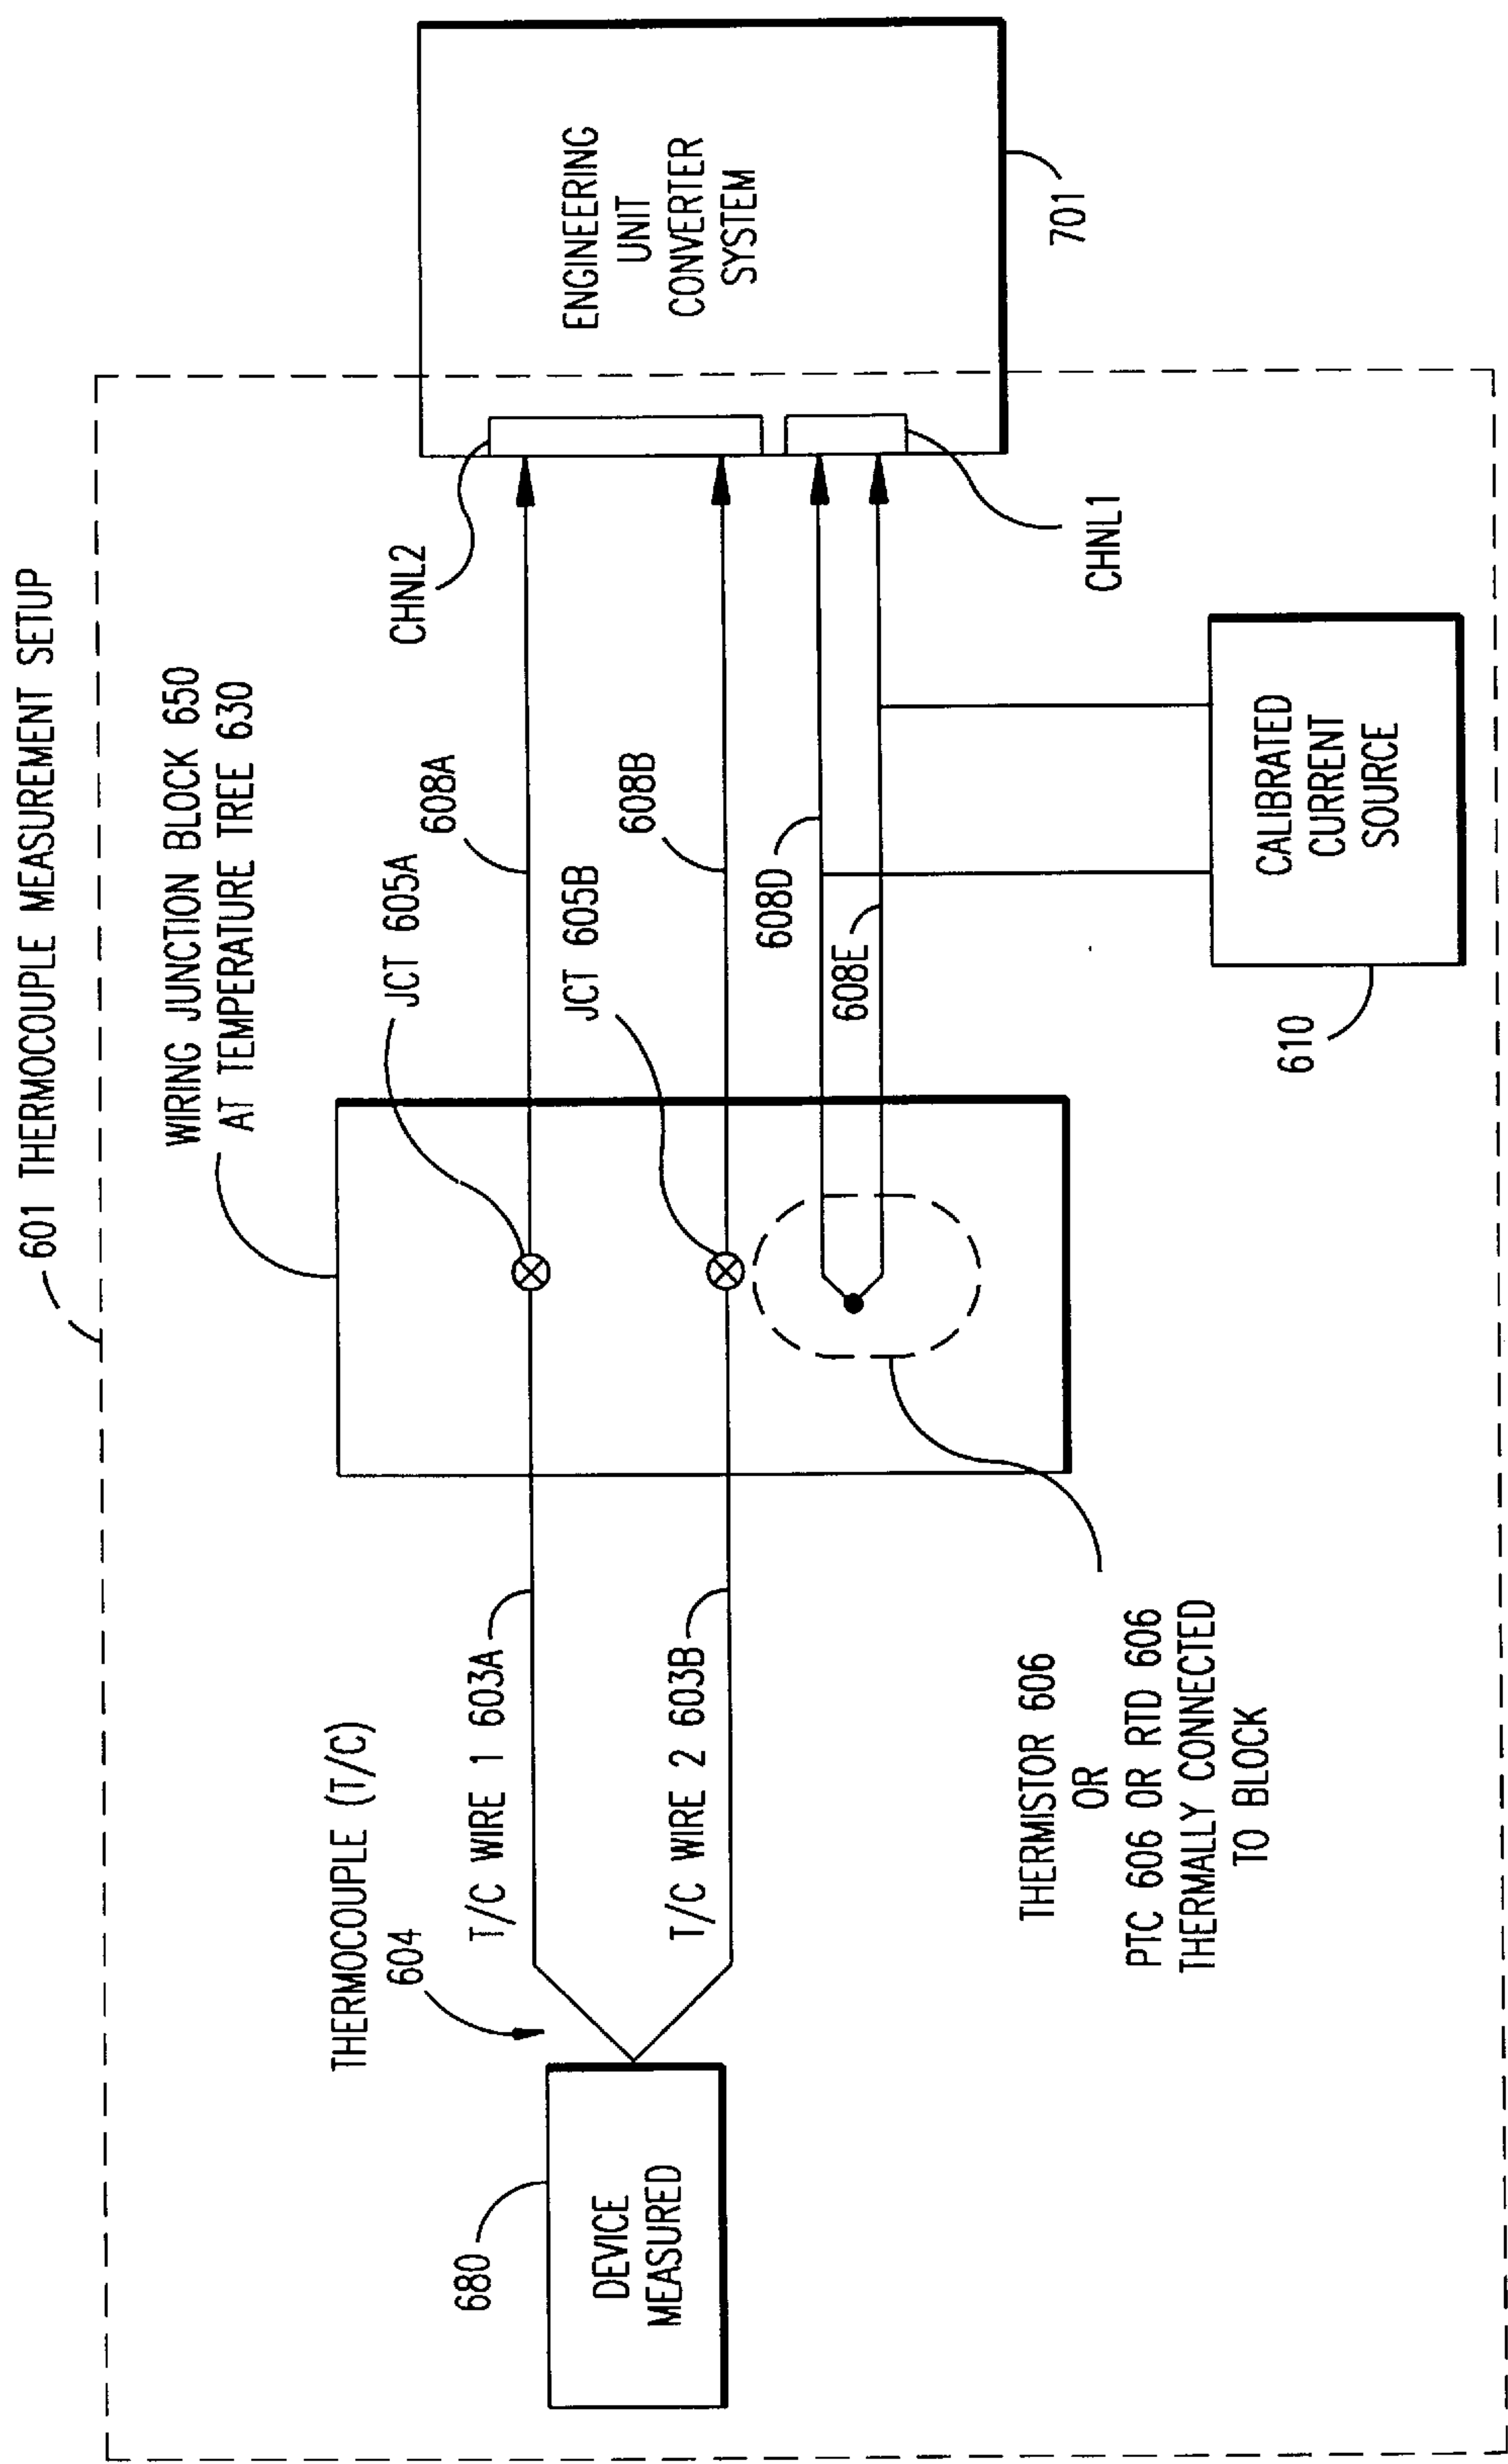 601 THERMOCOUPLE MEASUREMENT SETUP
WIRING JUNCTION BLOCK 650
AT TEMPERATURE TREE 630
THERMOCOUPLE (T/C)
604
680
DEVICE
MEASURED
T/C WIRE 1 603A
T/C WIRE 2 603B
JCT 605A
JCT 605B
608A
608B
608D
608E
CHNL2
CHNL1
ENGINEERING
UNIT
CONVERTER
SYSTEM
701
THERMISTOR 606
OR
PTC 606 OR RTD 606
THERMALLY CONNECTED
TO BLOCK
610
CALIBRATED
CURRENT
SOURCE